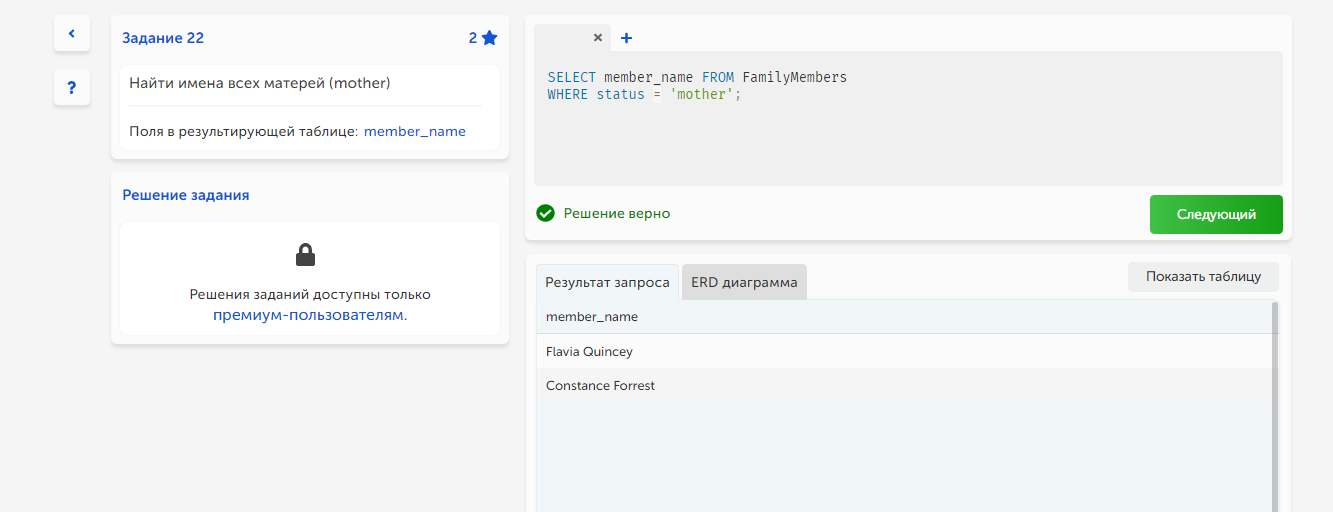 Задание 22
2
?
Найти имена всех матерей (mother)
Поля в результирующей таблице: member_name
Решение задания
Решения заданий доступны только
премиум-пользователям.
SELECT member_name FROM FamilyMembers
WHERE status = 'mother';
Решение верно
Следующий
Результат запроса
ERD диаграмма
Показать таблицу
member_name
Flavia Quincey
Constance Forrest